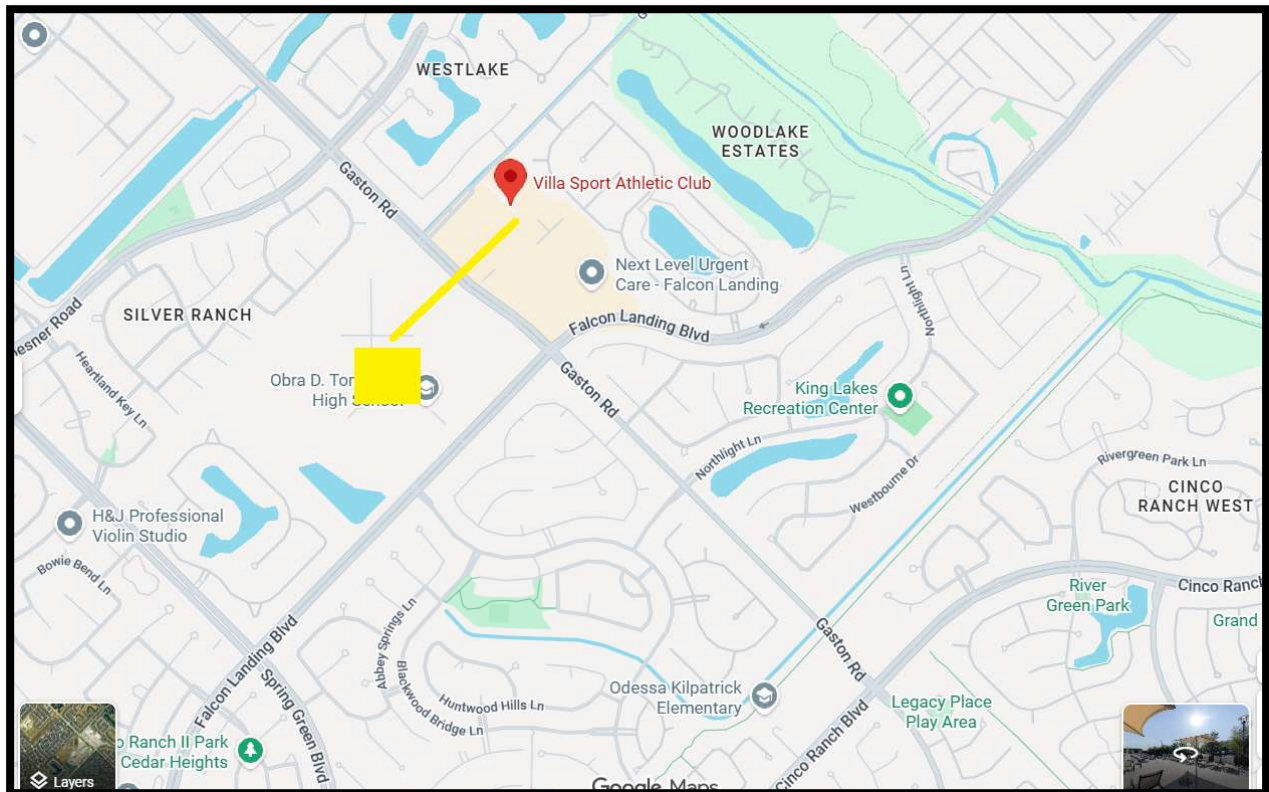 WESTLAKE
WOODLAKE
ESTATES
Gaston Rd
Villa Sport Athletic Club
Next Level Urgent
Care - Falcon Landing
SILVER RANCH
Falcon Landing Blvd
Northlight Ln
Road
Heartland Key Ln
Obra D.
High
Gaston Rd
King Lakes
Recreation Center
Northlight Ln
Westbourne Dr
Rivergreen Park Ln
CINCO
RANCH WEST
H&J Professional
Violin Studio
Bowie Bend Ln
River
Green Park
Cinco
Grand
Abbey Springs Ln
Blackwood Bridge Ln
Huntwood Hills Ln
Gaston Rd
Falcon Landing Blvd
Spring Green Blvd
Odessa Kilpatrick
Elementary
Legacy Place
Play Area
Ranch II Park
Cedar Heights
Cinco Ranch Blvd
Layers
Google Maps